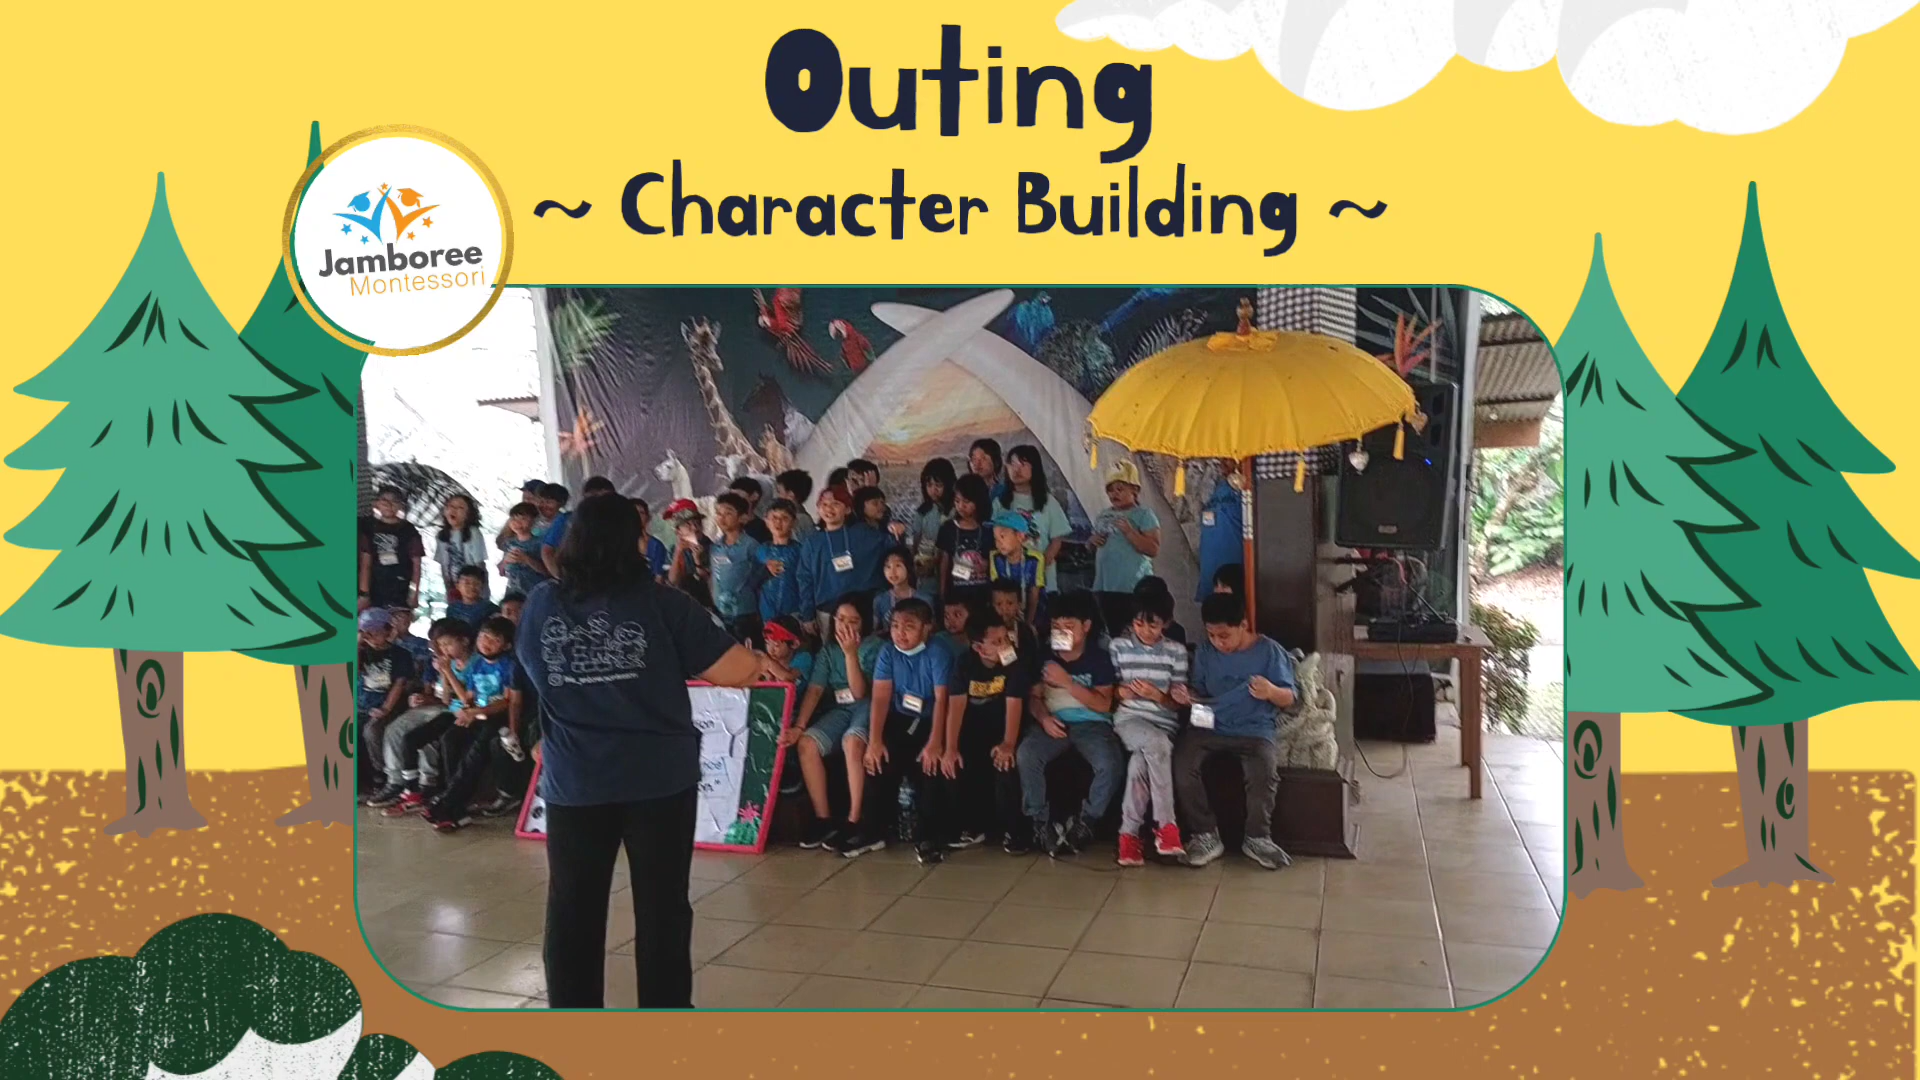 Outing
~ Character Building ~
Jamboree
Montessori